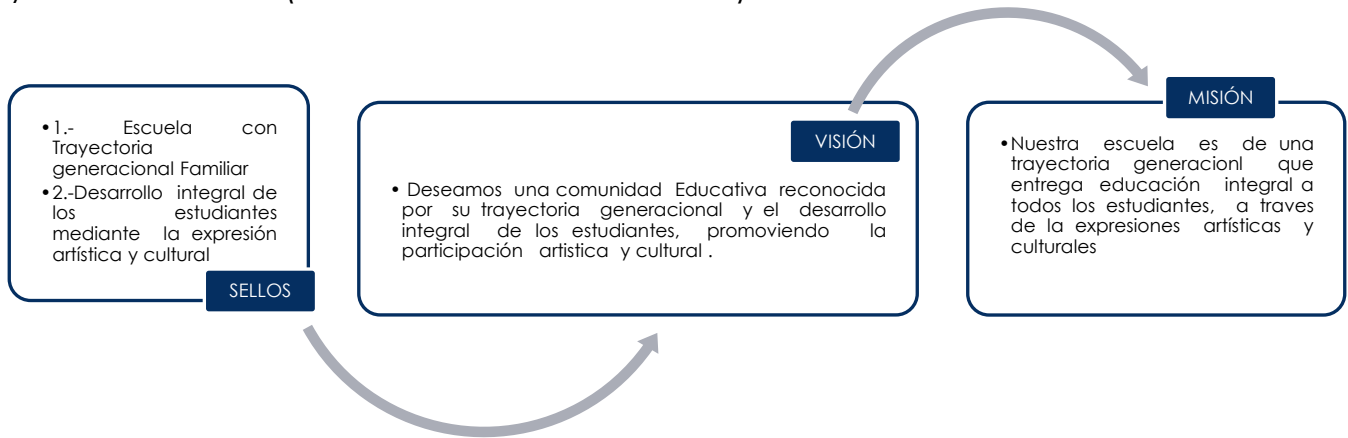 •1.- Escuela con
Trayectoria
generacional Familiar
•2.-Desarrollo integral de
los estudiantes
mediante la expresión
artística y cultural
SELLOS
VISIÓN
• Deseamos una comunidad Educativa reconocida
por su trayectoria generacional y el desarrollo
integral de los estudiantes, promoviendo la
participación artistica y cultural .
MISIÓN
•Nuestra escuela es de una
trayectoria generacionl que
entrega educación integral a
todos los estudiantes, a traves
de la expresiones artísticas y
culturales